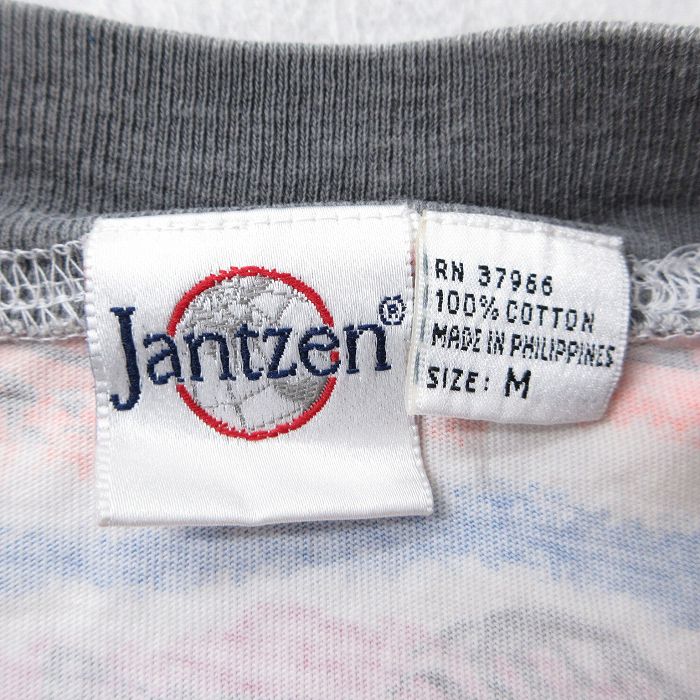 Jantzen®
RN 37966
100% COTTON
MADE IN PHILIPPINES
SIZE: M